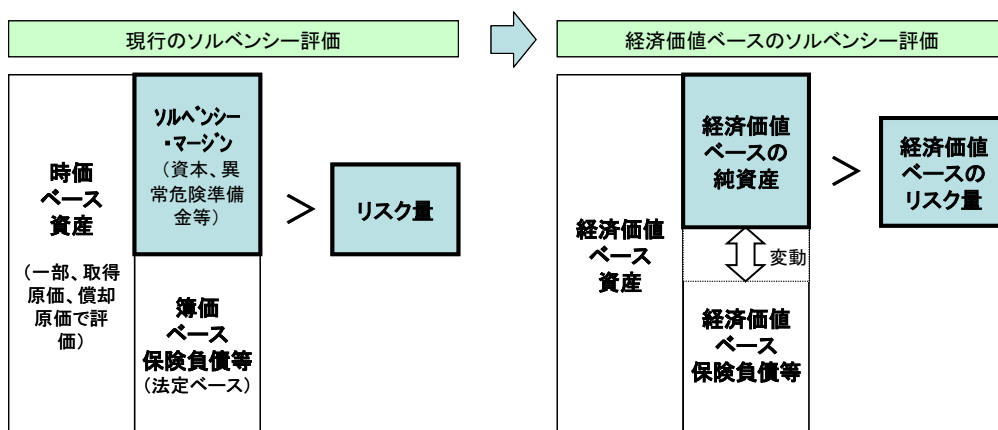 現行のソルベンシー評価
時価
ベース
資産
(一部、取得
原価、償却
原価で評
価)
ソルベンシー
・マージン
(資本、異
常危険準備
金等)
簿価
ベース
保険負債等
(法定ベース)
>
リスク量
経済価値ベースのソルベンシー評価
経済価値
ベース
資産
経済価値
ベースの
純資産
変動
経済価値
ベース
保険負債等
>
経済価値
ベースの
リスク量